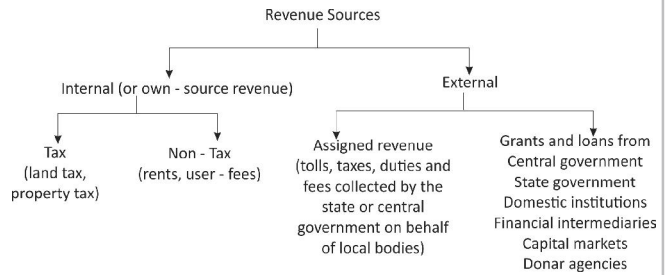 Revenue Sources
Internal (or own - source revenue)
External
Tax
(land tax,
property tax)
Non - Tax
(rents, user - fees)
Assigned revenue
(tolls, taxes, duties and
fees collected by the
state or central
government on behalf
of local bodies)
Grants and loans from
Central government
State government
Domestic institutions
Financial intermediaries
Capital markets
Donar agencies